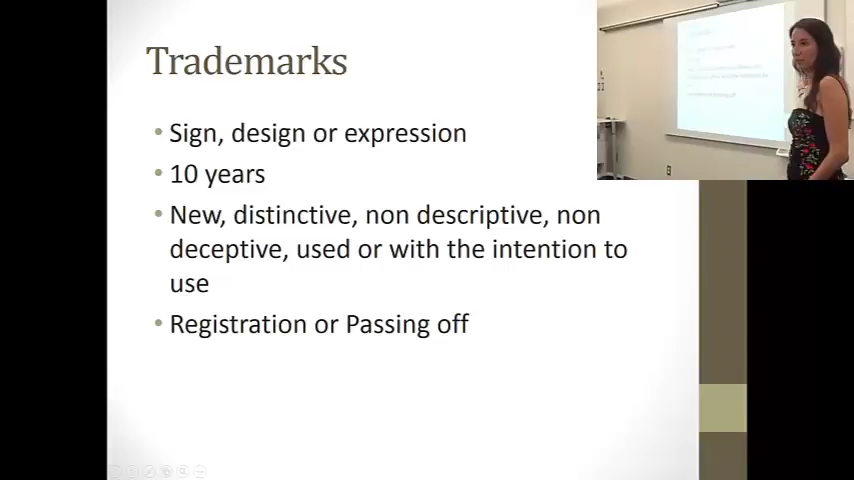 Trademarks
• Sign, design or expression
• 10 years
• New, distinctive, non descriptive, non
deceptive, used or with the intention to
use
• Registration or Passing off